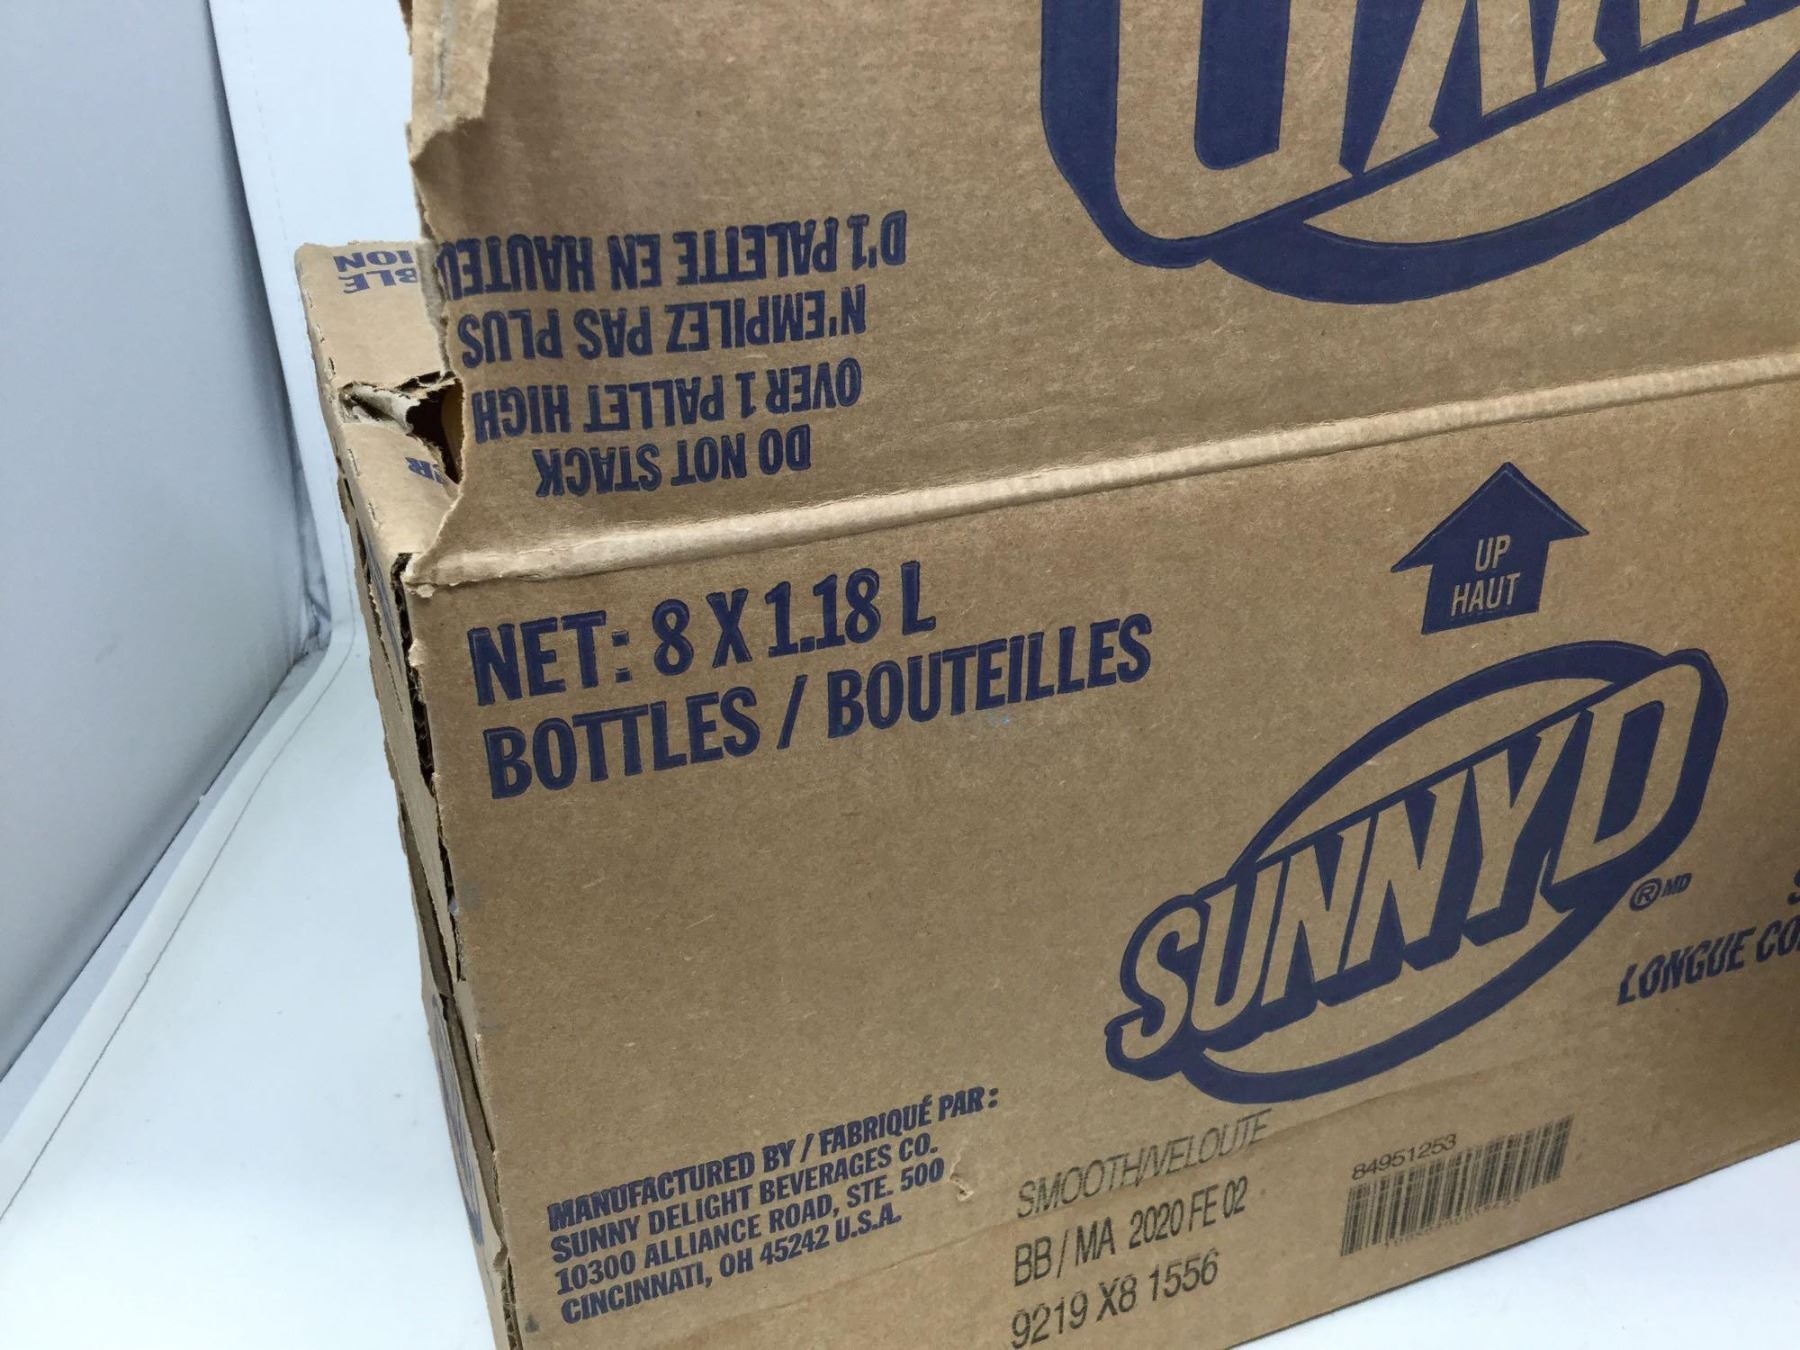 DO NOT STACK
OVER 1 PALLET HIGH
N'EMPILEZ PAS PLUS
D'1 PALETTE EN
NET: 8 X 1.18 L
BOTTLES / BOUTEILLES
UP
HAUT
SUNNYD
®MD
LONGUE
MANUFACTURED BY / FABRIQUÉ PAR :
SUNNY DELIGHT BEVERAGES CO.
10300 ALLIANCE ROAD, STE. 500
CINCINNATI, OH 45242 U.S.A.
SMOOTH/VELOUTE
BB / MA 2020 FE 02
9219 X8 1556
84951253